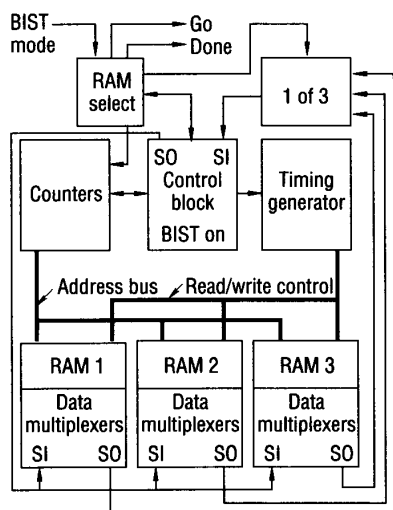 BIST
mode
Go
Done
RAM
select
1 of 3
SO SI
Counters
Control
block
BIST on
Timing
generator
Address bus
Read/write control
RAM 1
RAM 2
RAM 3
Data
multiplexers
SI SO
Data
multiplexers
SI SO
Data
multiplexers
SI SO